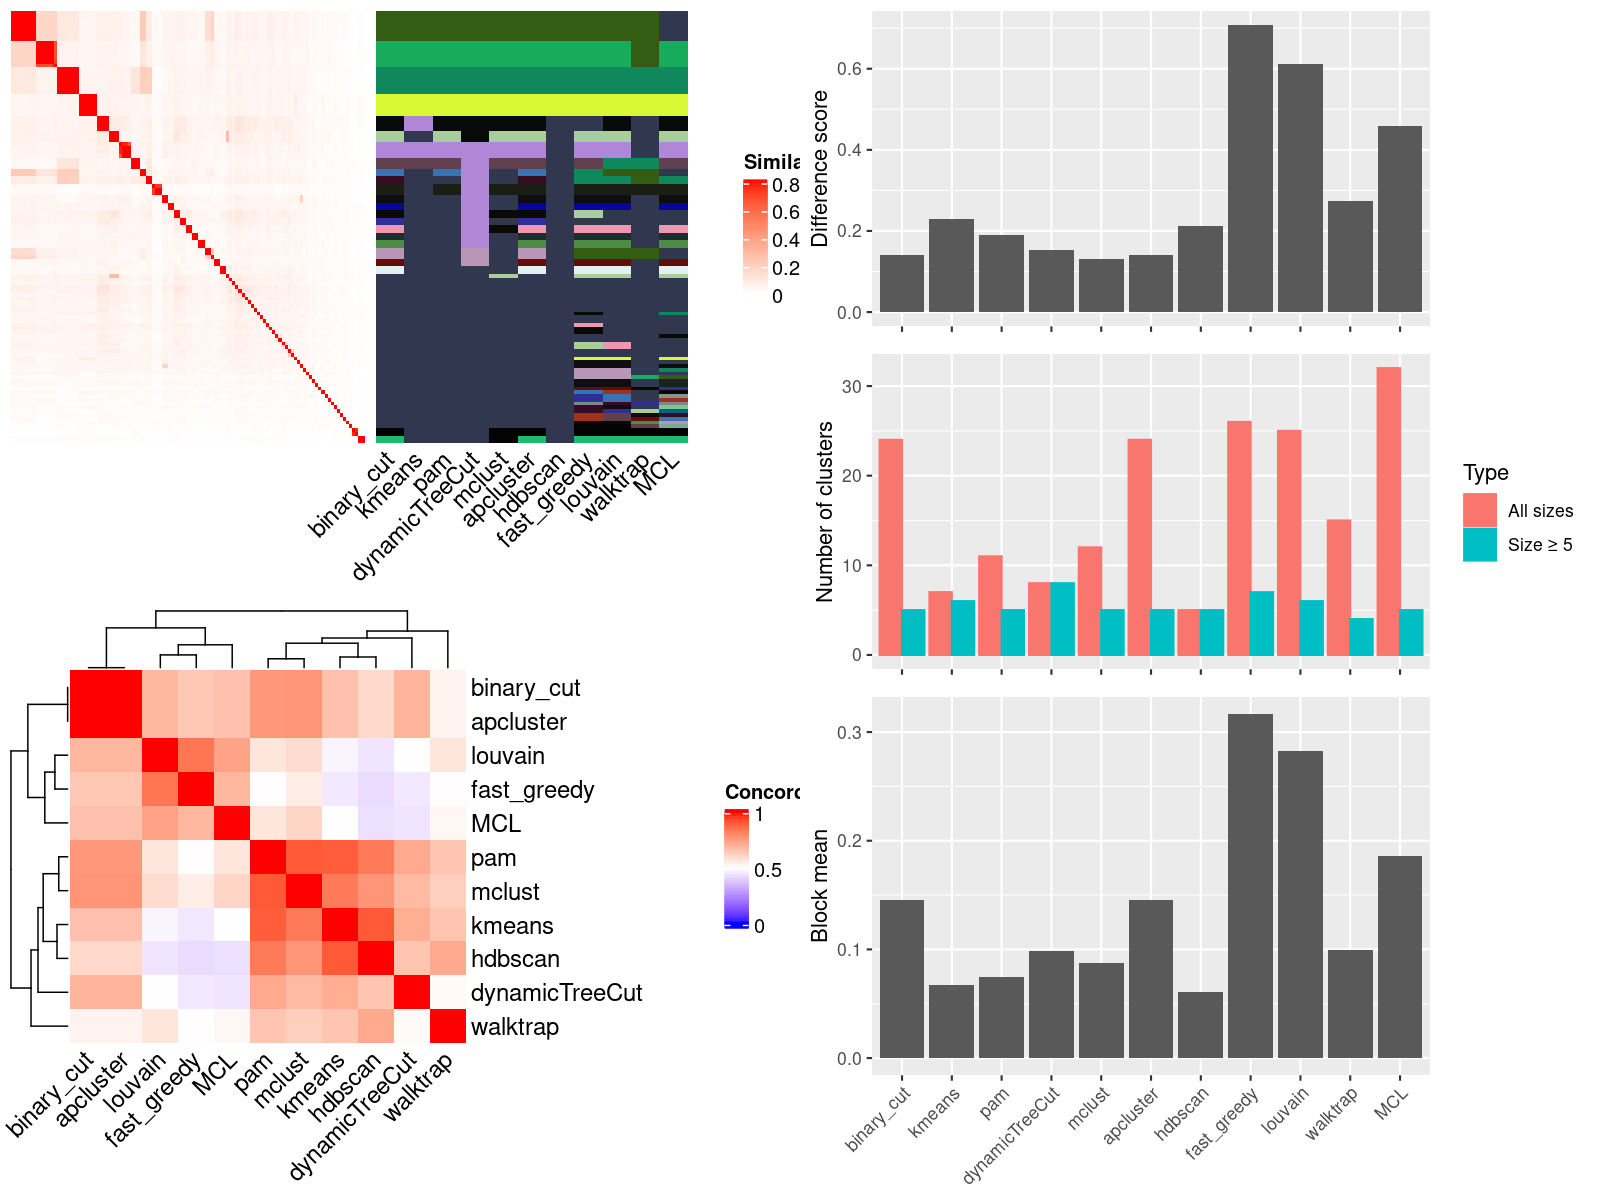 Simila
0.8
0.6
0.4
0.2
0
binary_cut
kmeans
pam
dynamicTreeCut
mclust
apcluster
hdbscan
fast_greedy
louvain
walktrap
MCL
Difference score
0.6
0.4
0.2
0.0
Number of clusters
30
20
10
0
Type
All sizes
Size ≥ 5
binary_cut
apcluster
louvain
fast_greedy
MCL
pam
mclust
kmeans
hdbscan
dynamicTreeCut
walktrap
binary_cut
apcluster
louvain
fast_greedy
MCL
pam
mclust
kmeans
hdbscan
dynamicTreeCut
walktrap
Concorc
1
0.5
0
Block mean
0.3
0.2
0.1
0.0
binary_cut
kmeans
pam
dynamicTreeCut
mclust
apcluster
hdbscan
fast_greedy
louvain
walktrap
MCL